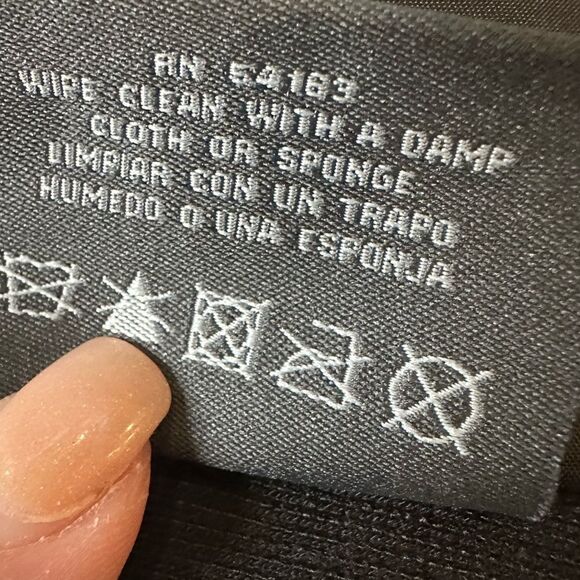 RN 54163
WIPE CLEAN WITH A DAMP
CLOTH OR SPONGE
LIMPIAR CON UN TRAPO
HUMEDO O UNA ESPONJA